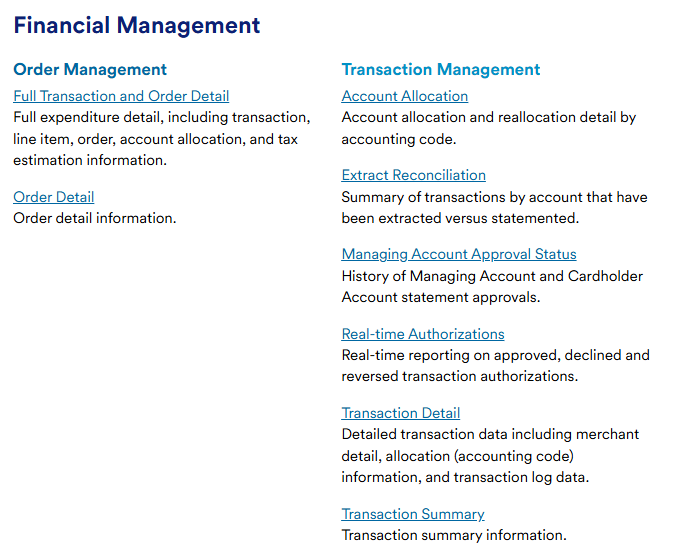 Financial Management
Order Management
Full Transaction and Order Detail
Full expenditure detail, including transaction,
line item, order, account allocation, and tax
estimation information.
Order Detail
Order detail information.
Transaction Management
Account Allocation
Account allocation and reallocation detail by
accounting code.
Extract Reconciliation
Summary of transactions by account that have
been extracted versus statemented.
Managing Account Approval Status
History of Managing Account and Cardholder
Account statement approvals.
Real-time Authorizations
Real-time reporting on approved, declined and
reversed transaction authorizations.
Transaction Detail
Detailed transaction data including merchant
detail, allocation (accounting code)
information, and transaction log data.
Transaction Summary
Transaction summary information.